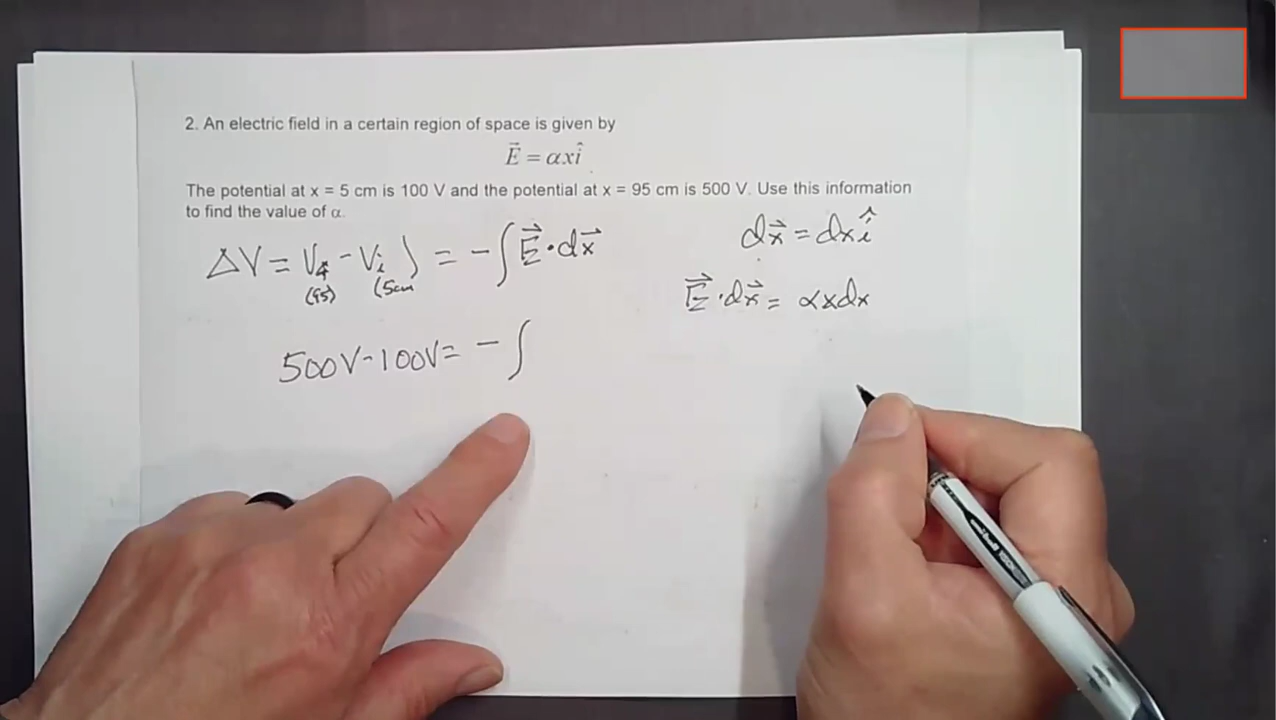 2. An electric field in a certain region of space is given by
E⃗ = αxî
The potential at x = 5 cm is 100 V and the potential at x = 95 cm is 500 V. Use this information
to find the value of α.
ΔV = V_f - V_i ) = - ∫ E⃗ · dx⃗
(95) (5cm
500V - 100V = - ∫
dx⃗ = dx î
E⃗ · dx⃗ = αxdx